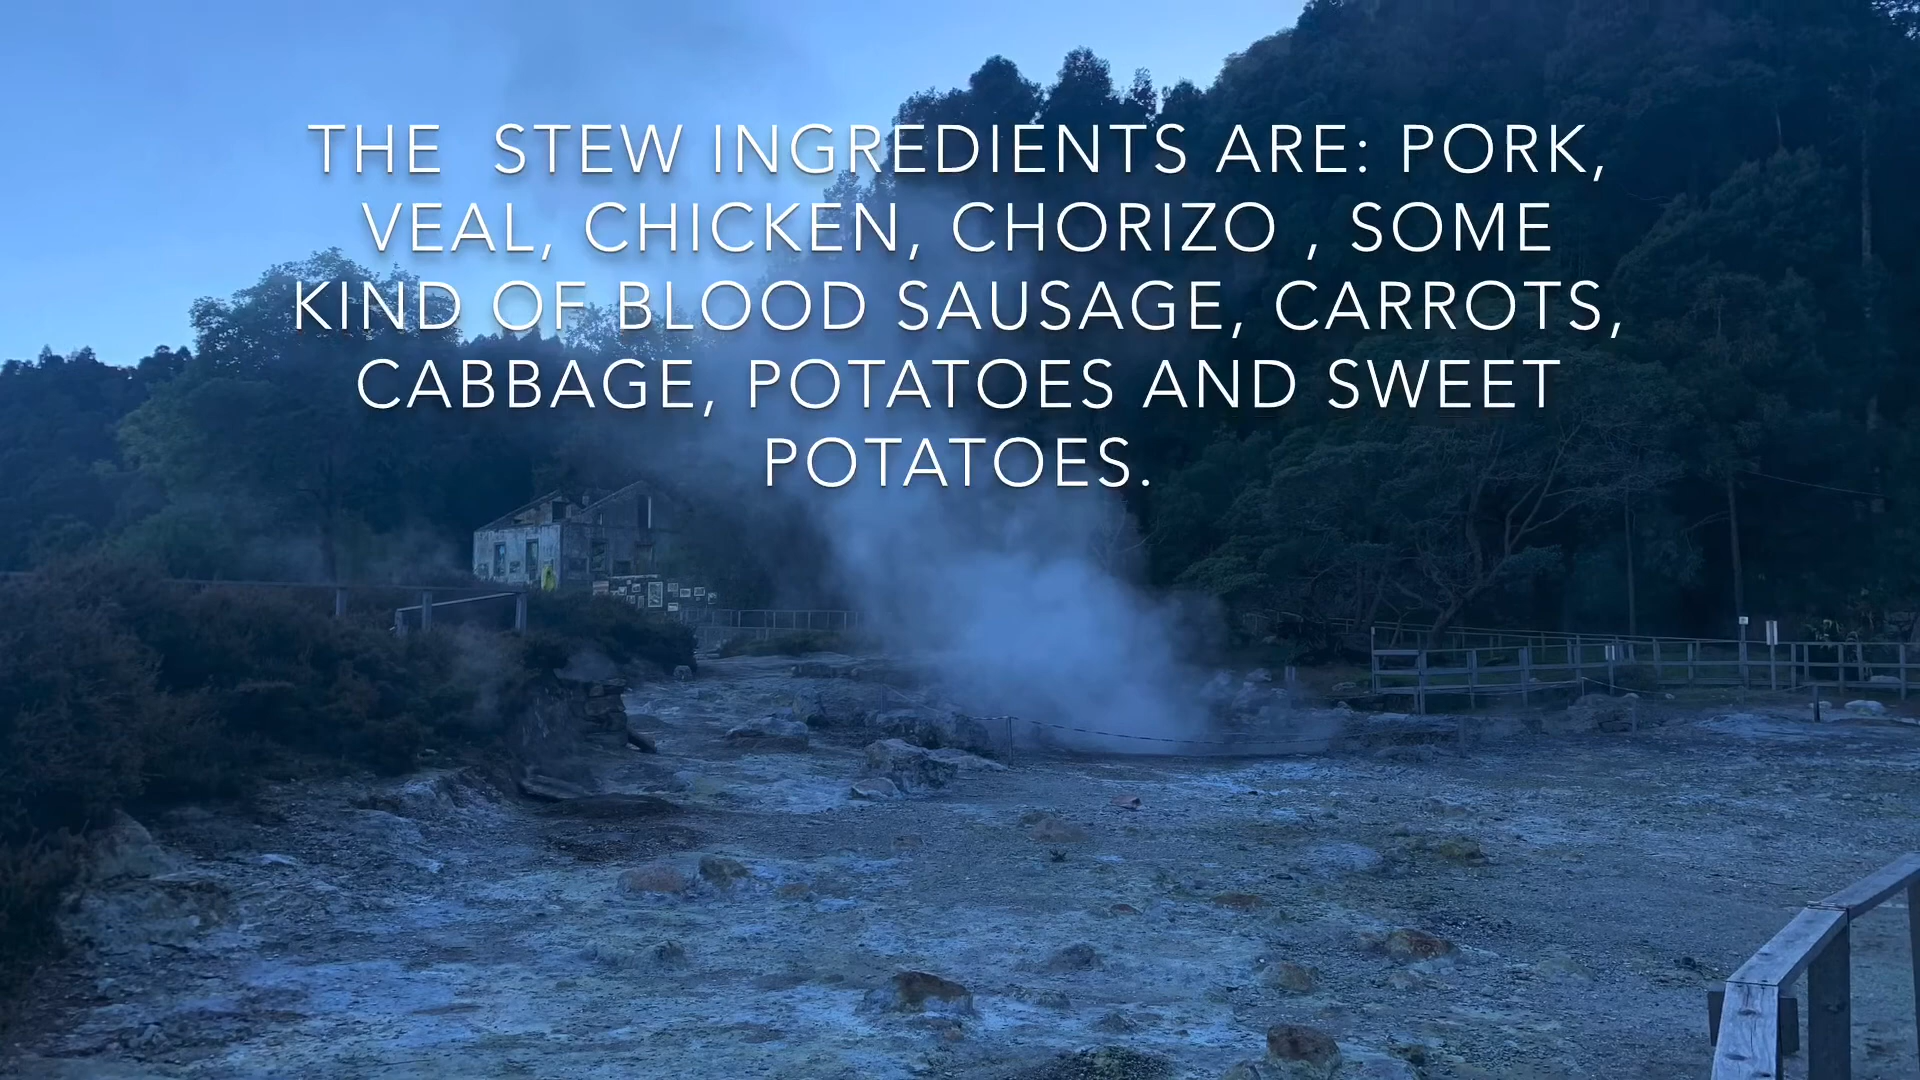 THE  STEW INGREDIENTS ARE: PORK,
VEAL, CHICKEN, CHORIZO , SOME
KIND OF BLOOD SAUSAGE, CARROTS,
CABBAGE, POTATOES AND SWEET
POTATOES.